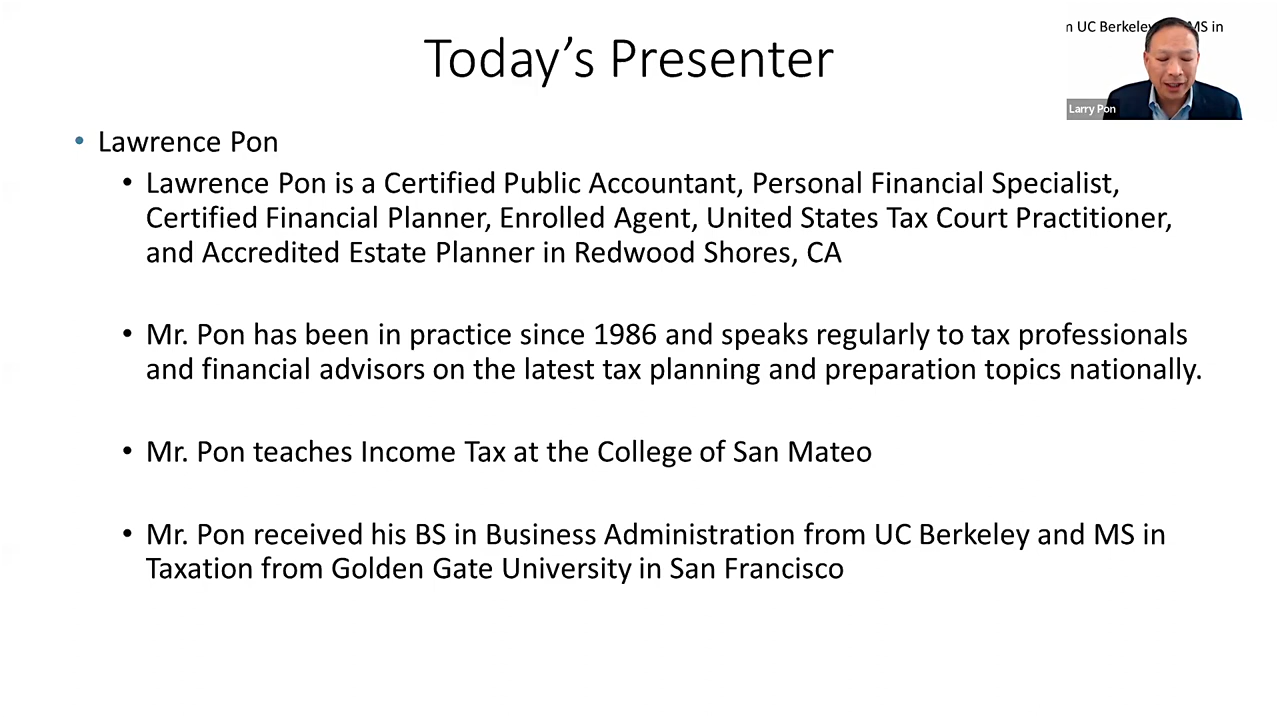 Today's Presenter
n UC Berkeley MS in
Larry Pon
• Lawrence Pon
• Lawrence Pon is a Certified Public Accountant, Personal Financial Specialist,
Certified Financial Planner, Enrolled Agent, United States Tax Court Practitioner,
and Accredited Estate Planner in Redwood Shores, CA
• Mr. Pon has been in practice since 1986 and speaks regularly to tax professionals
and financial advisors on the latest tax planning and preparation topics nationally.
• Mr. Pon teaches Income Tax at the College of San Mateo
• Mr. Pon received his BS in Business Administration from UC Berkeley and MS in
Taxation from Golden Gate University in San Francisco